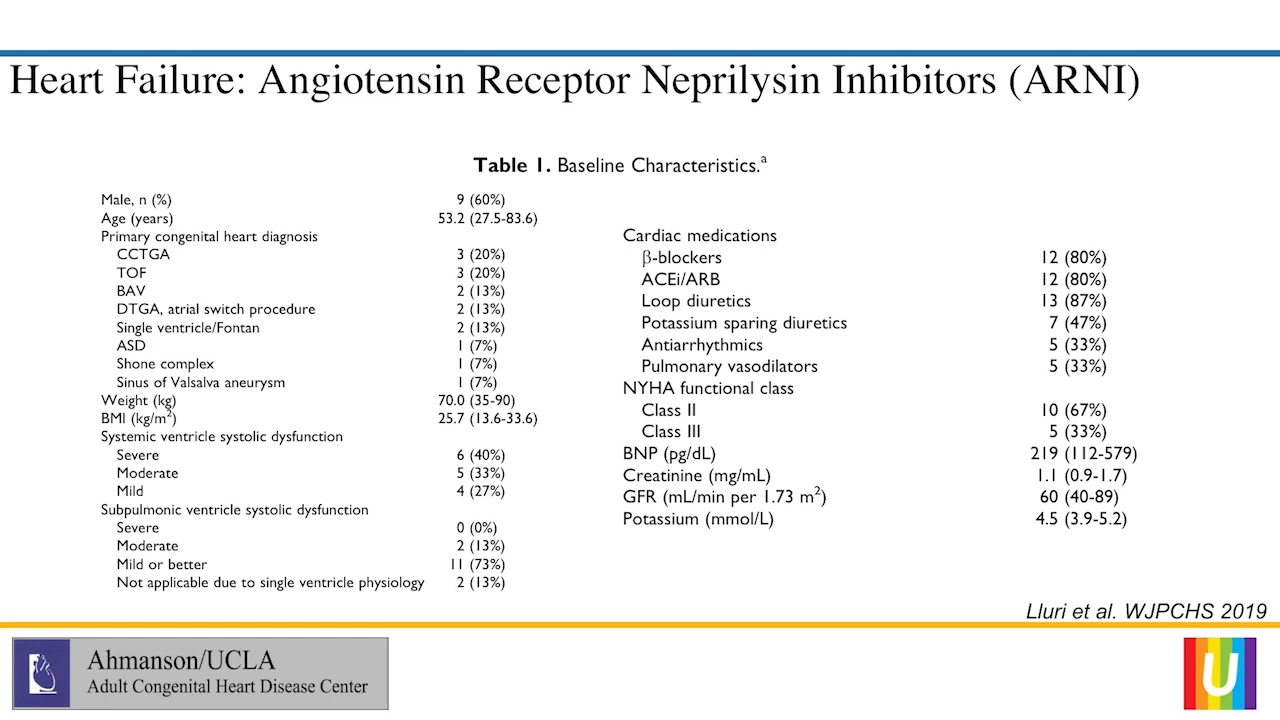 Heart Failure: Angiotensin Receptor Neprilysin Inhibitors (ARNI)
Table 1. Baseline Characteristics.a
Male, n (%) 9 (60%)
Age (years) 53.2 (27.5-83.6)
Primary congenital heart diagnosis
CCTGA 3 (20%)
TOF 3 (20%)
BAV 2 (13%)
DTGA, atrial switch procedure 2 (13%)
Single ventricle/Fontan 2 (13%)
ASD 1 (7%)
Shone complex 1 (7%)
Sinus of Valsalva aneurysm 1 (7%)
Weight (kg) 70.0 (35-90)
BMI (kg/m2) 25.7 (13.6-33.6)
Systemic ventricle systolic dysfunction
Severe 6 (40%)
Moderate 5 (33%)
Mild 4 (27%)
Subpulmonic ventricle systolic dysfunction
Severe 0 (0%)
Moderate 2 (13%)
Mild or better 11 (73%)
Not applicable due to single ventricle physiology 2 (13%)
Cardiac medications
β-blockers 12 (80%)
ACEi/ARB 12 (80%)
Loop diuretics 13 (87%)
Potassium sparing diuretics 7 (47%)
Antiarrhythmics 5 (33%)
Pulmonary vasodilators 5 (33%)
NYHA functional class
Class II 10 (67%)
Class III 5 (33%)
BNP (pg/dL) 219 (112-579)
Creatinine (mg/mL) 1.1 (0.9-1.7)
GFR (mL/min per 1.73 m2) 60 (40-89)
Potassium (mmol/L) 4.5 (3.9-5.2)
Lluri et al. WJPCHS 2019
Ahmanson/UCLA
Adult Congenital Heart Disease Center
U